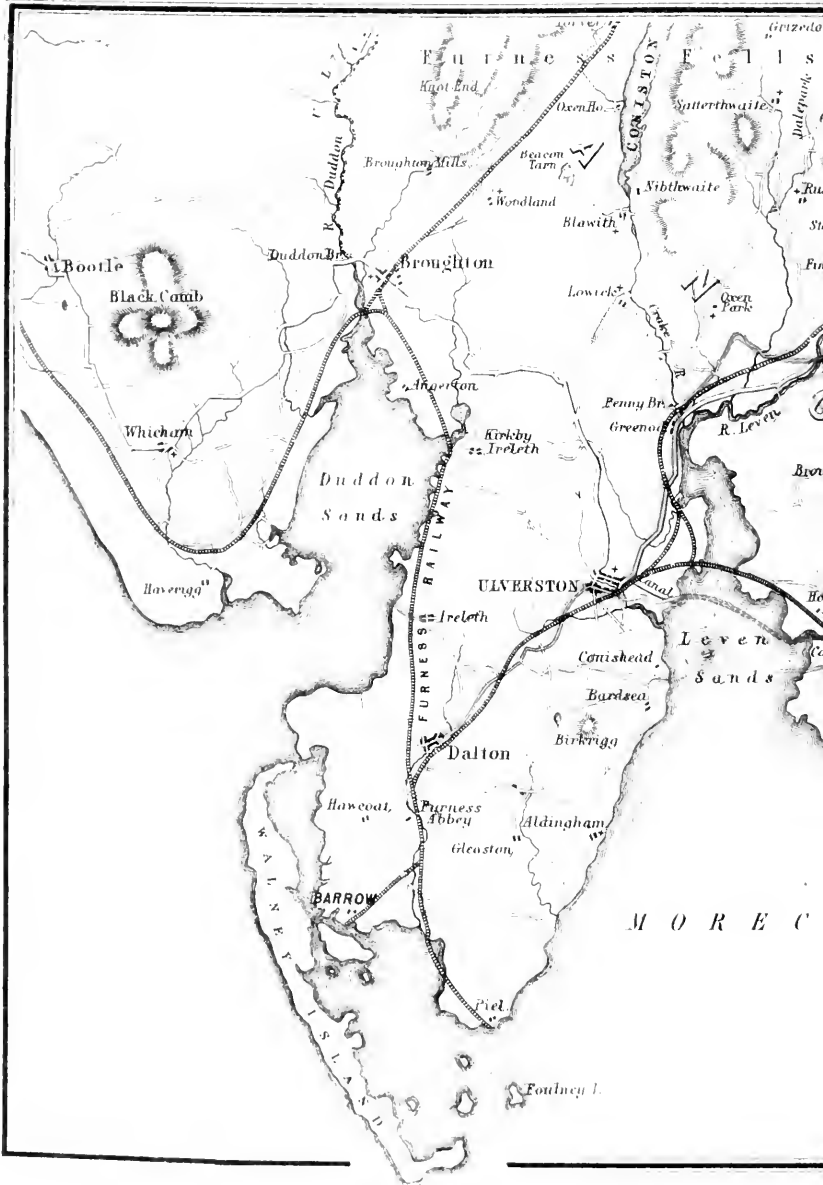 Grizeda
Furness Fells
Knot End
CONISTON
Oxen Ho.
Satterthwaite
Dalepark
R. Duddon
Broughton Mills
Beacon
Tarn
Nibthwaite
Woodland
Blawith
Duddon Br.
Broughton
Bootle
Black Comb
Lowick
Oxen
Park
Crake R
Angerton
Penny Br.
Greenod
R. Leven
Whicham
Kirkby
Ireleth
Duddon
Sands
FURNESS RAILWAY
Haverigg
ULVERSTON
Canal
Ireleth
Leven
Sands
Conishead
Bardsea
Birkrigg
Dalton
Hawcoat
Furness
Abbey
Aldingham
Gleaston
WALNEY ISLAND
BARROW
MOREC
Piel
Foulney I.